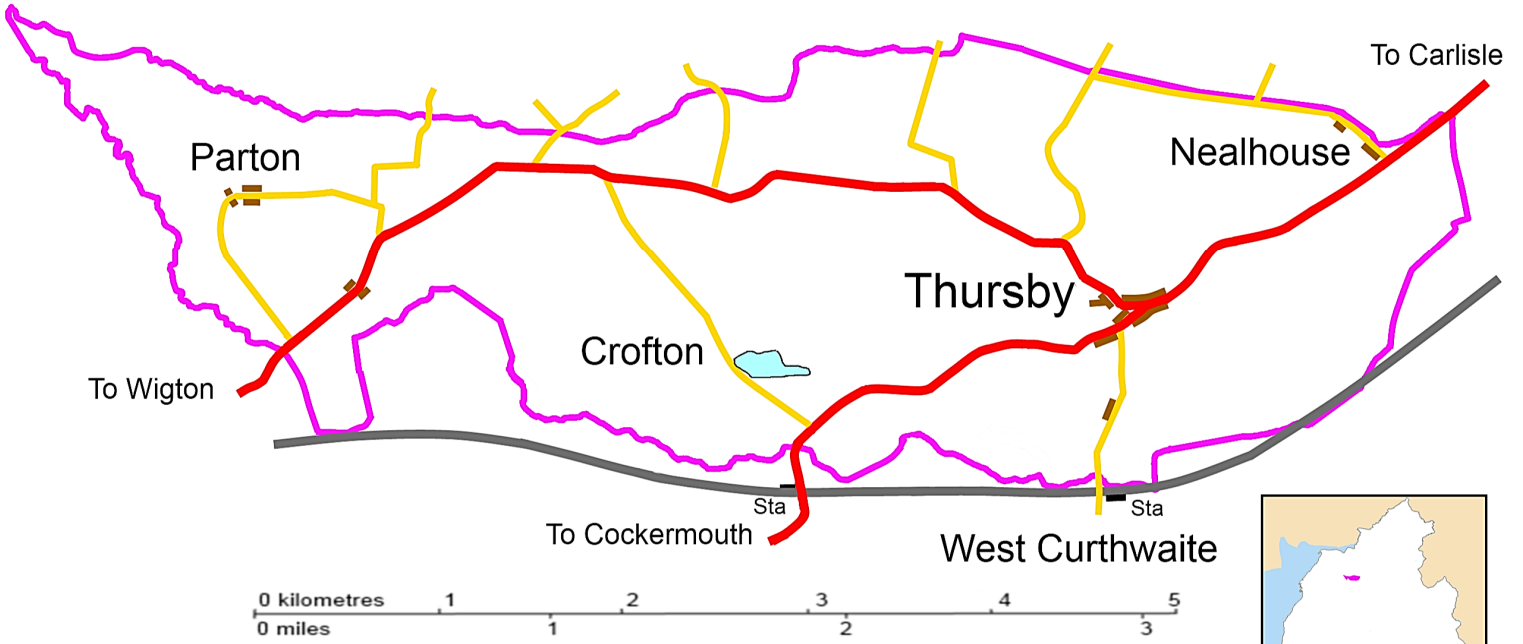 To Carlisle
Parton
Nealhouse
Thursby
Crofton
To Wigton
Sta
Sta
To Cockermouth
West Curthwaite
0 kilometres 1 2 3 4 5
0 miles 1 2 3